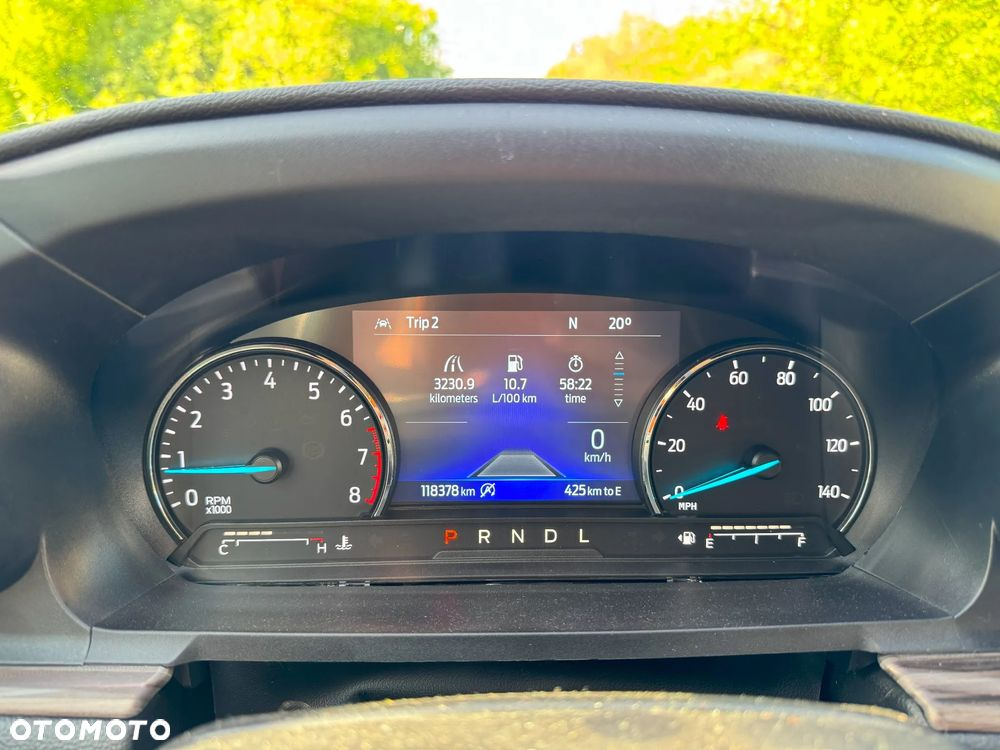 Trip 2 N 20°
3230.9 10.7 58:22
kilometers L/100 km time
0
km/h
118378 km 425 km to E
0 1 2 3 4 5 6 7 8
RPM
x1000
0 20 40 60 80 100 120 140
MPH
C H P R N D L E F
OTOMOTO